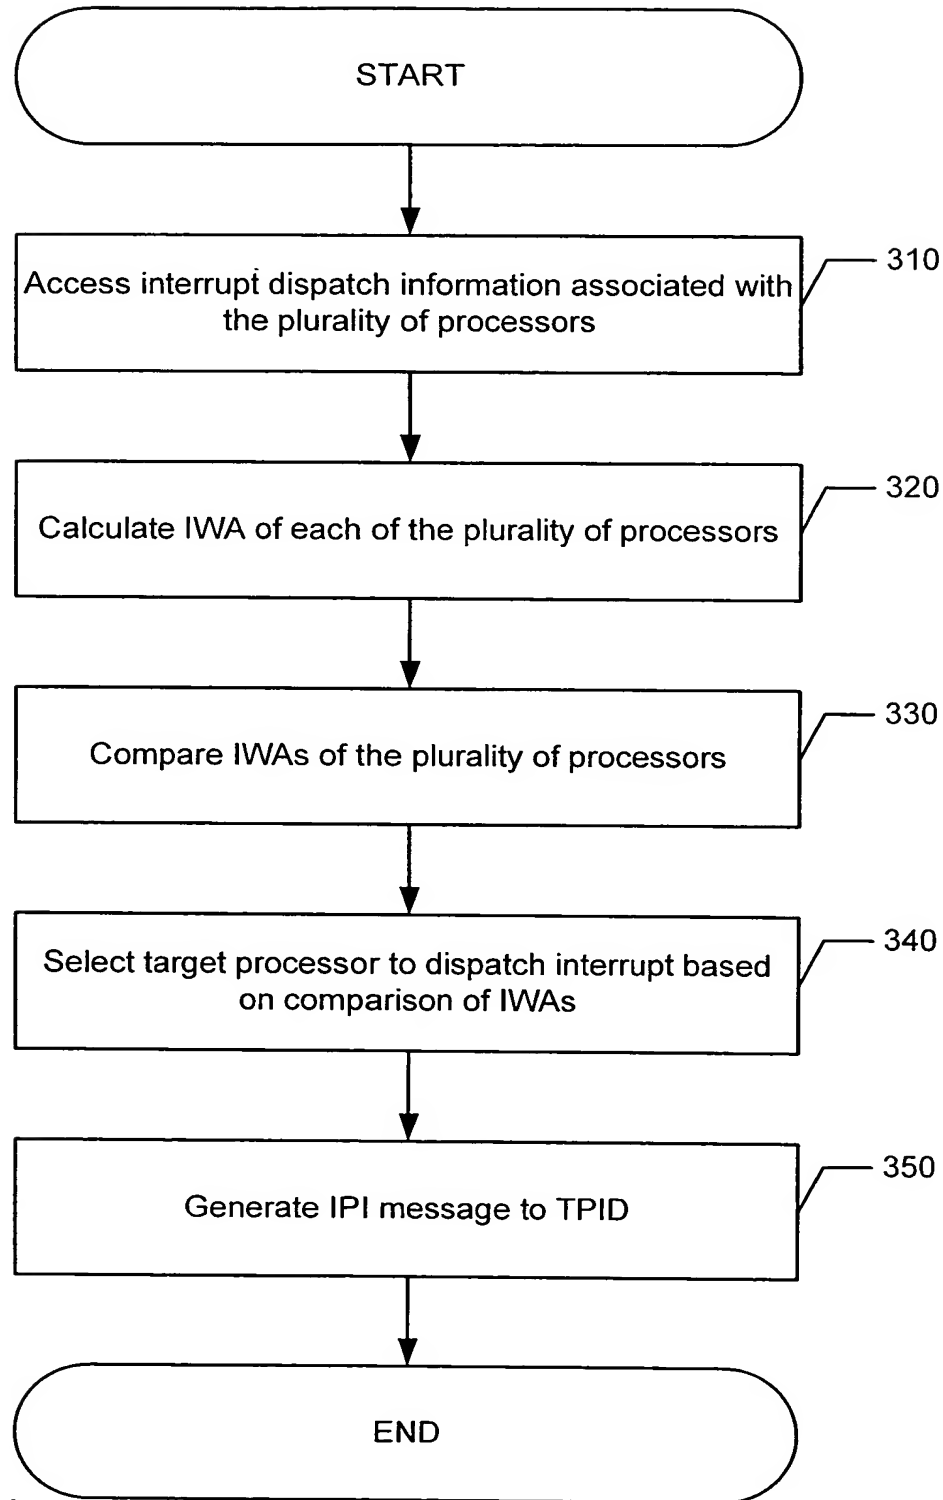 START
Access interrupt dispatch information associated with
the plurality of processors
310
Calculate IWA of each of the plurality of processors
320
Compare IWAs of the plurality of processors
330
Select target processor to dispatch interrupt based
on comparison of IWAs
340
Generate IPI message to TPID
350
END